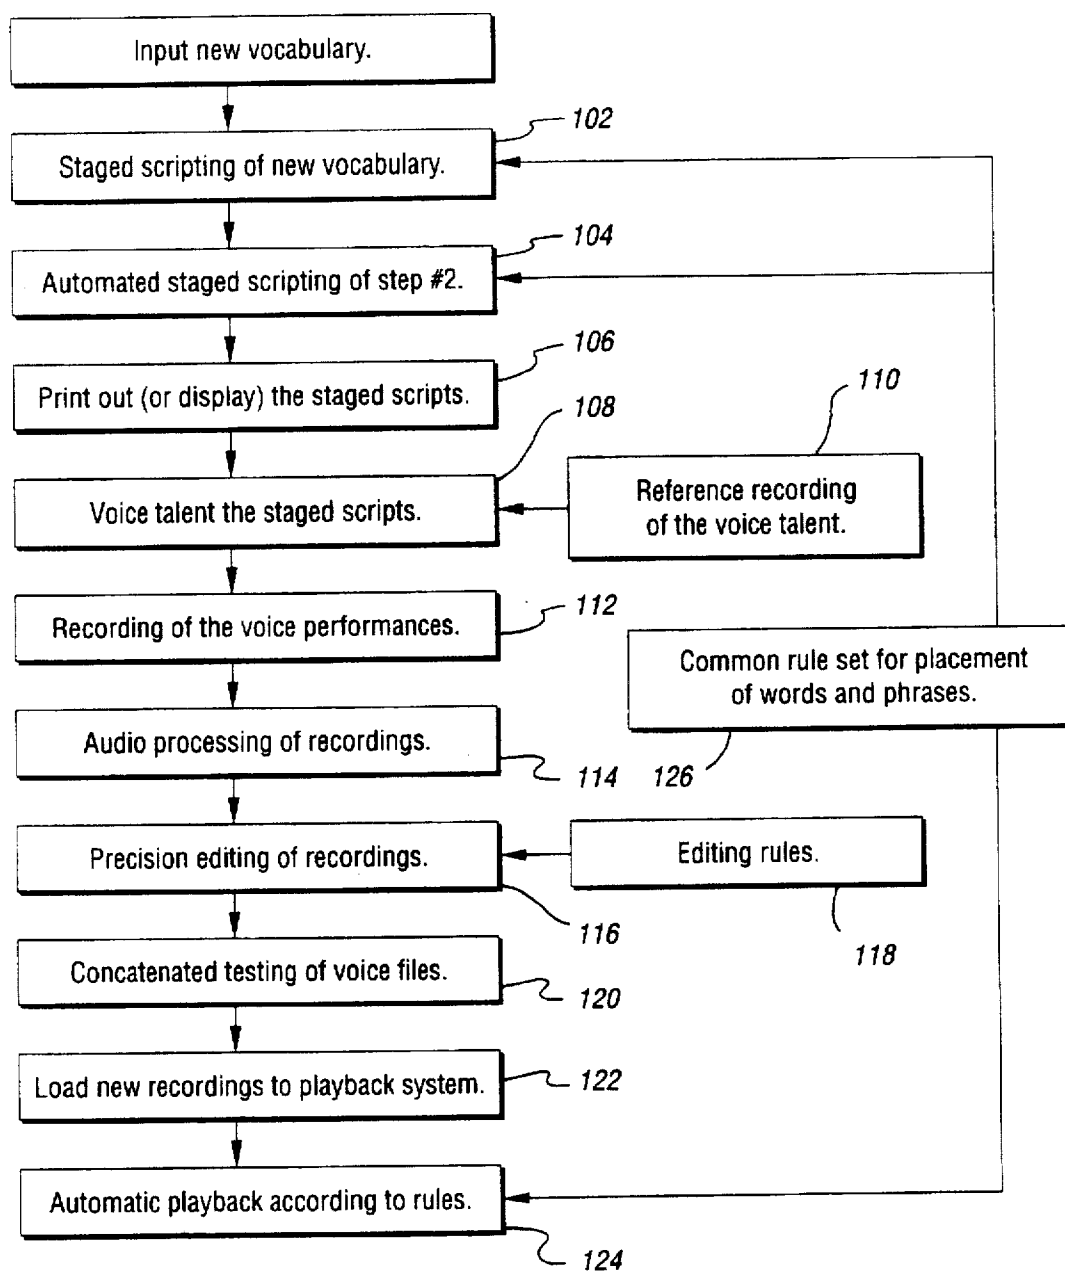 Input new vocabulary.
102
Staged scripting of new vocabulary.
104
Automated staged scripting of step #2.
106
Print out (or display) the staged scripts.
108
110
Voice talent the staged scripts.
Reference recording
of the voice talent.
112
Recording of the voice performances.
Common rule set for placement
of words and phrases.
126
Audio processing of recordings.
114
Precision editing of recordings.
Editing rules.
116
118
Concatenated testing of voice files.
120
Load new recordings to playback system.
122
Automatic playback according to rules.
124